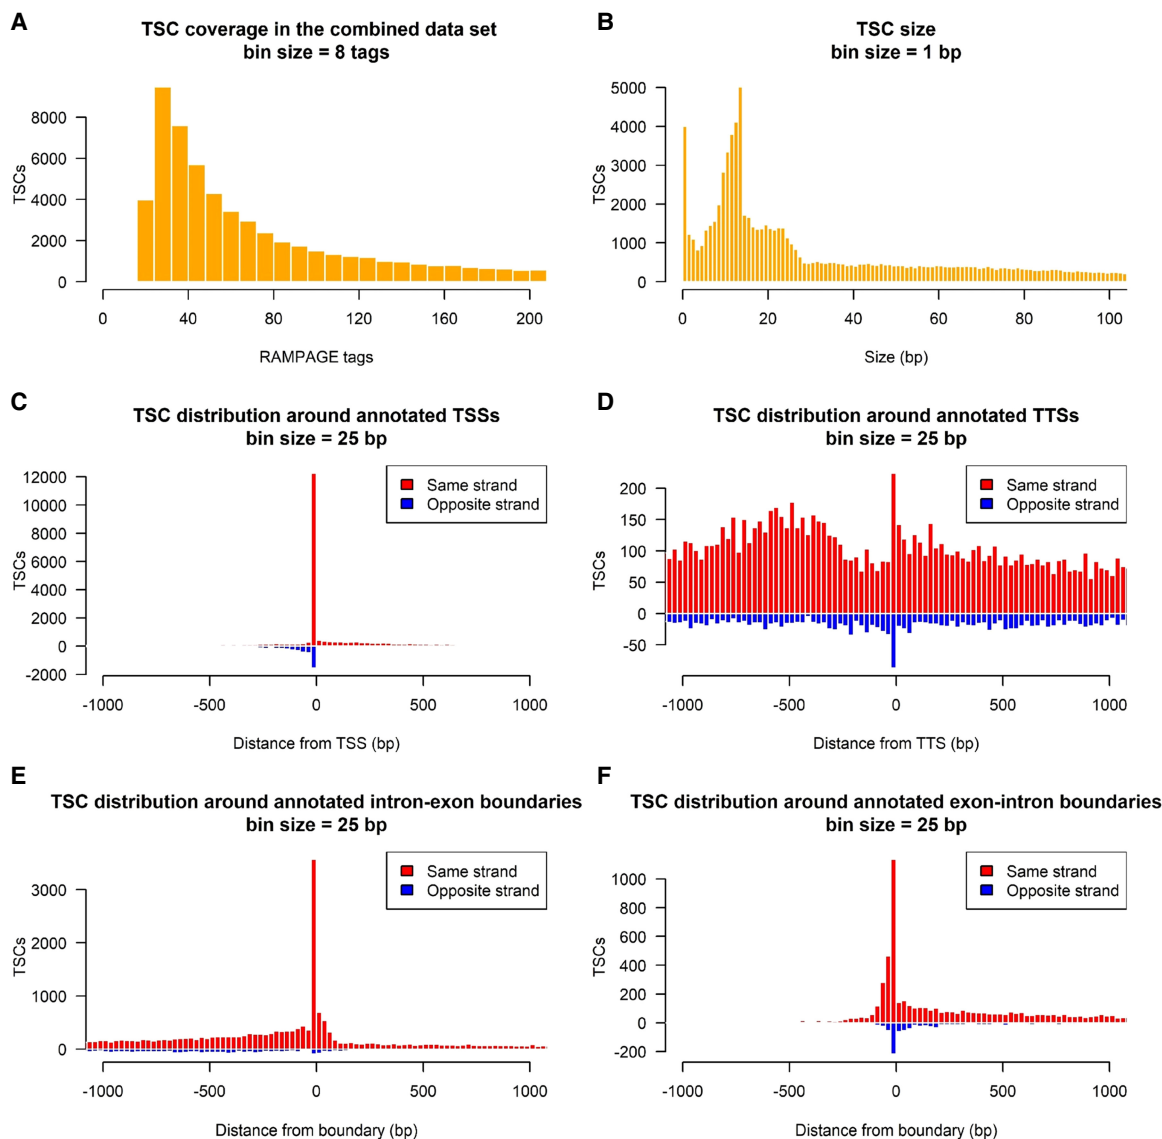 A
TSC coverage in the combined data set
bin size = 8 tags
TSCs
8000
6000
4000
2000
0
0 40 80 120 160 200
RAMPAGE tags
B
TSC size
bin size = 1 bp
TSCs
5000
4000
3000
2000
1000
0
0 20 40 60 80 100
Size (bp)
C
TSC distribution around annotated TSSs
bin size = 25 bp
Same strand
Opposite strand
TSCs
12000
10000
8000
6000
4000
2000
0
-2000
-1000 -500 0 500 1000
Distance from TSS (bp)
D
TSC distribution around annotated TTSs
bin size = 25 bp
Same strand
Opposite strand
TSCs
200
150
100
50
0
-50
-1000 -500 0 500 1000
Distance from TTS (bp)
E
TSC distribution around annotated intron-exon boundaries
bin size = 25 bp
Same strand
Opposite strand
TSCs
3000
2000
1000
0
-1000 -500 0 500 1000
Distance from boundary (bp)
F
TSC distribution around annotated exon-intron boundaries
bin size = 25 bp
Same strand
Opposite strand
TSCs
1000
800
600
400
200
0
-200
-1000 -500 0 500 1000
Distance from boundary (bp)